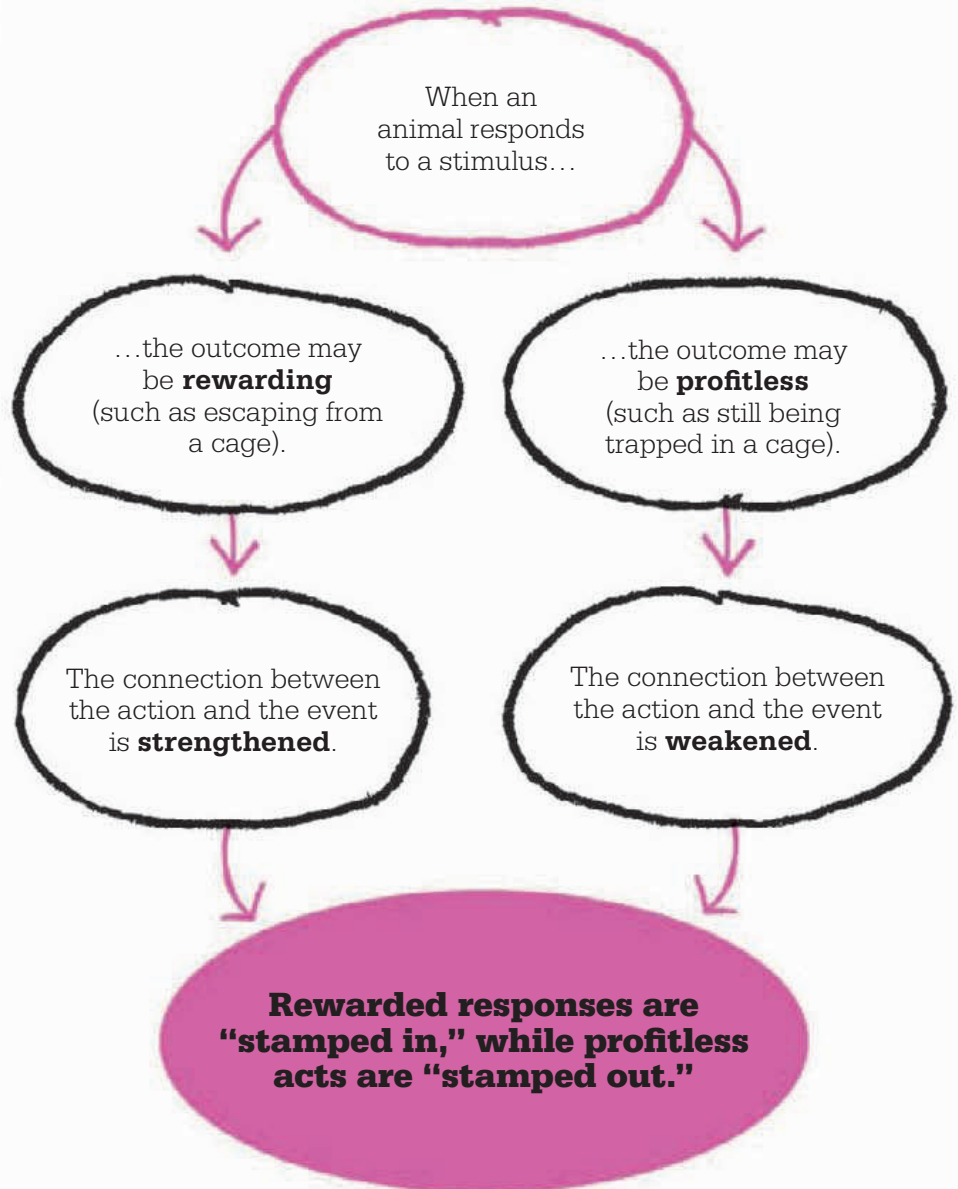 When an
animal responds
to a stimulus…
…the outcome may
be rewarding
(such as escaping from
a cage).
…the outcome may
be profitless
(such as still being
trapped in a cage).
The connection between
the action and the event
is strengthened.
The connection between
the action and the event
is weakened.
Rewarded responses are
“stamped in,” while profitless
acts are “stamped out.”